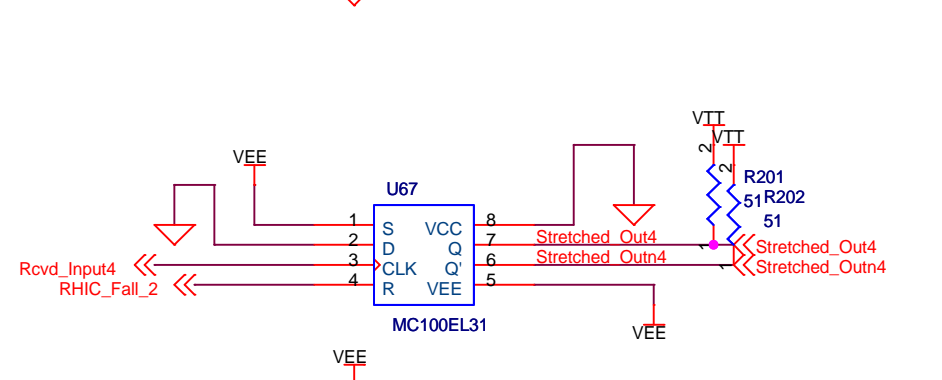 VTT
VTT
2
2
VEE
R201
51
R202
51
U67
1
S
VCC
8
2
D
Q
7
Stretched_Out4
1
Stretched_Out4
Rcvd_Input4
3
CLK
Q'
6
Stretched_Outn4
1
Stretched_Outn4
RHIC_Fall_2
4
R
VEE
5
MC100EL31
VEE
VEE